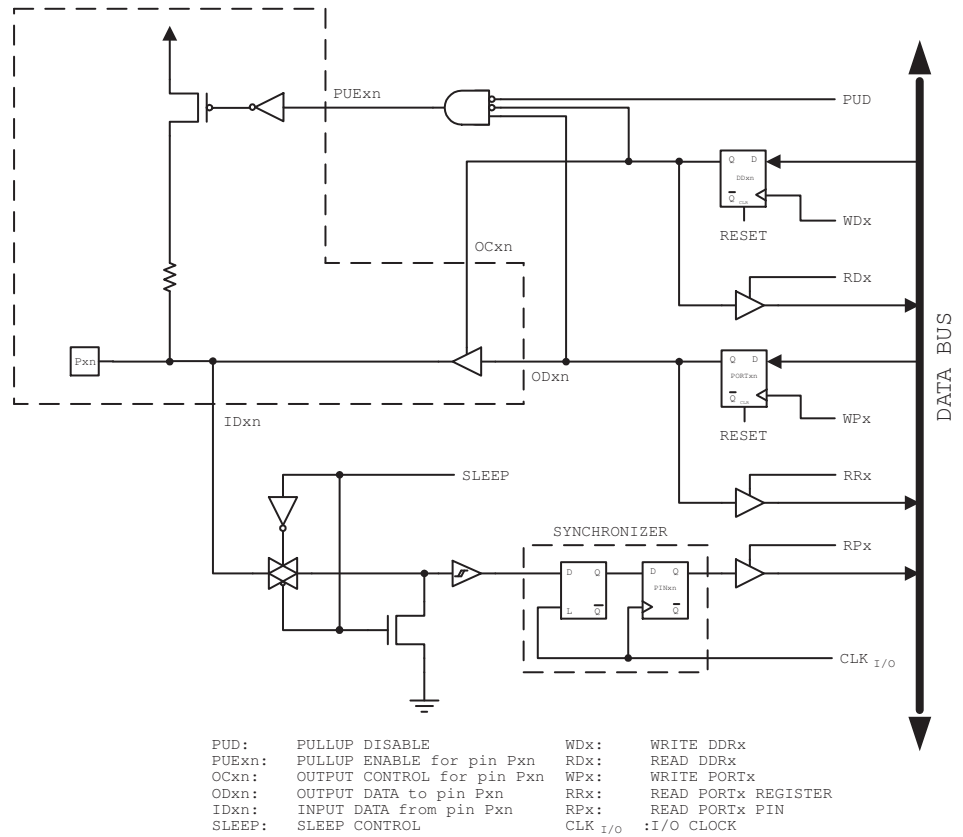 PUExn
PUD
Q D
DDxn
Q CLK
WDx
RESET
OCxn
RDx
DATA BUS
Pxn
ODxn
Q D
PORTxn
Q CLK
WPx
RESET
IDxn
SLEEP
RRx
SYNCHRONIZER
RPx
D Q
L Q
D Q
PINxn
Q
CLK I/O
PUD: PULLUP DISABLE
PUExn: PULLUP ENABLE for pin Pxn
OCxn: OUTPUT CONTROL for pin Pxn
ODxn: OUTPUT DATA to pin Pxn
IDxn: INPUT DATA from pin Pxn
SLEEP: SLEEP CONTROL
WDx: WRITE DDRx
RDx: READ DDRx
WPx: WRITE PORTx
RRx: READ PORTx REGISTER
RPx: READ PORTx PIN
CLK I/O :I/O CLOCK